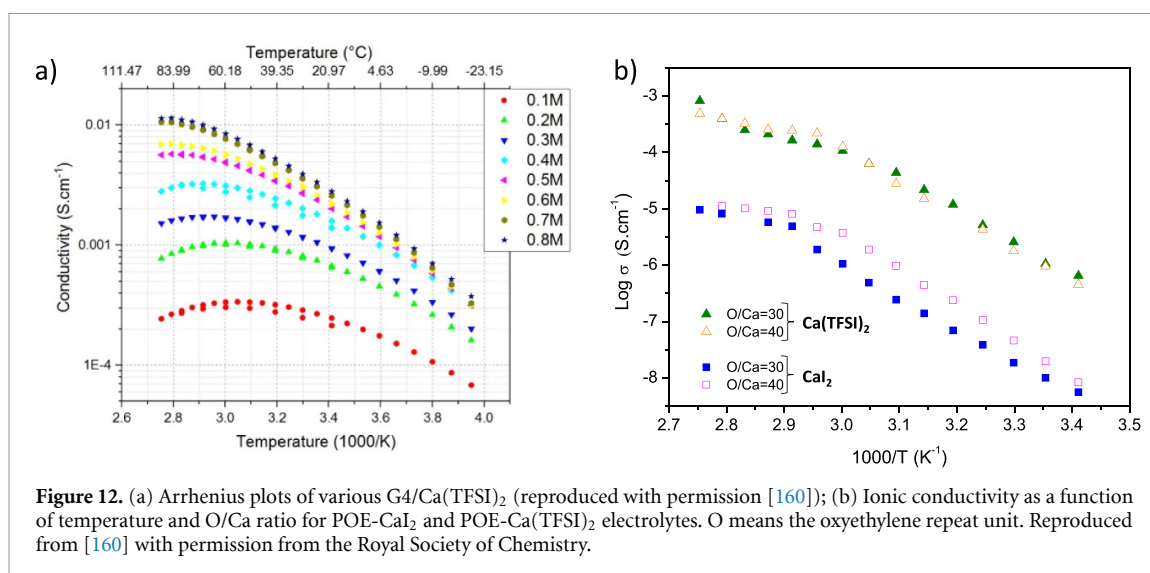 a)
Temperature (°C)
111.47 83.99 60.18 39.35 20.97 4.63 -9.99 -23.15
0.01
0.001
1E-4
Conductivity (S.cm⁻¹)
0.1M
0.2M
0.3M
0.4M
0.5M
0.6M
0.7M
0.8M
2.6 2.8 3.0 3.2 3.4 3.6 3.8 4.0
Temperature (1000/K)
b)
-3
-4
-5
-6
-7
-8
Log σ (S.cm⁻¹)
O/Ca=30
O/Ca=40
Ca(TFSI)₂
O/Ca=30
O/Ca=40
CaI₂
2.7 2.8 2.9 3.0 3.1 3.2 3.3 3.4 3.5
1000/T (K⁻¹)
Figure 12. (a) Arrhenius plots of various G4/Ca(TFSI)₂ (reproduced with permission [160]); (b) Ionic conductivity as a function
of temperature and O/Ca ratio for POE-CaI₂ and POE-Ca(TFSI)₂ electrolytes. O means the oxyethylene repeat unit. Reproduced
from [160] with permission from the Royal Society of Chemistry.